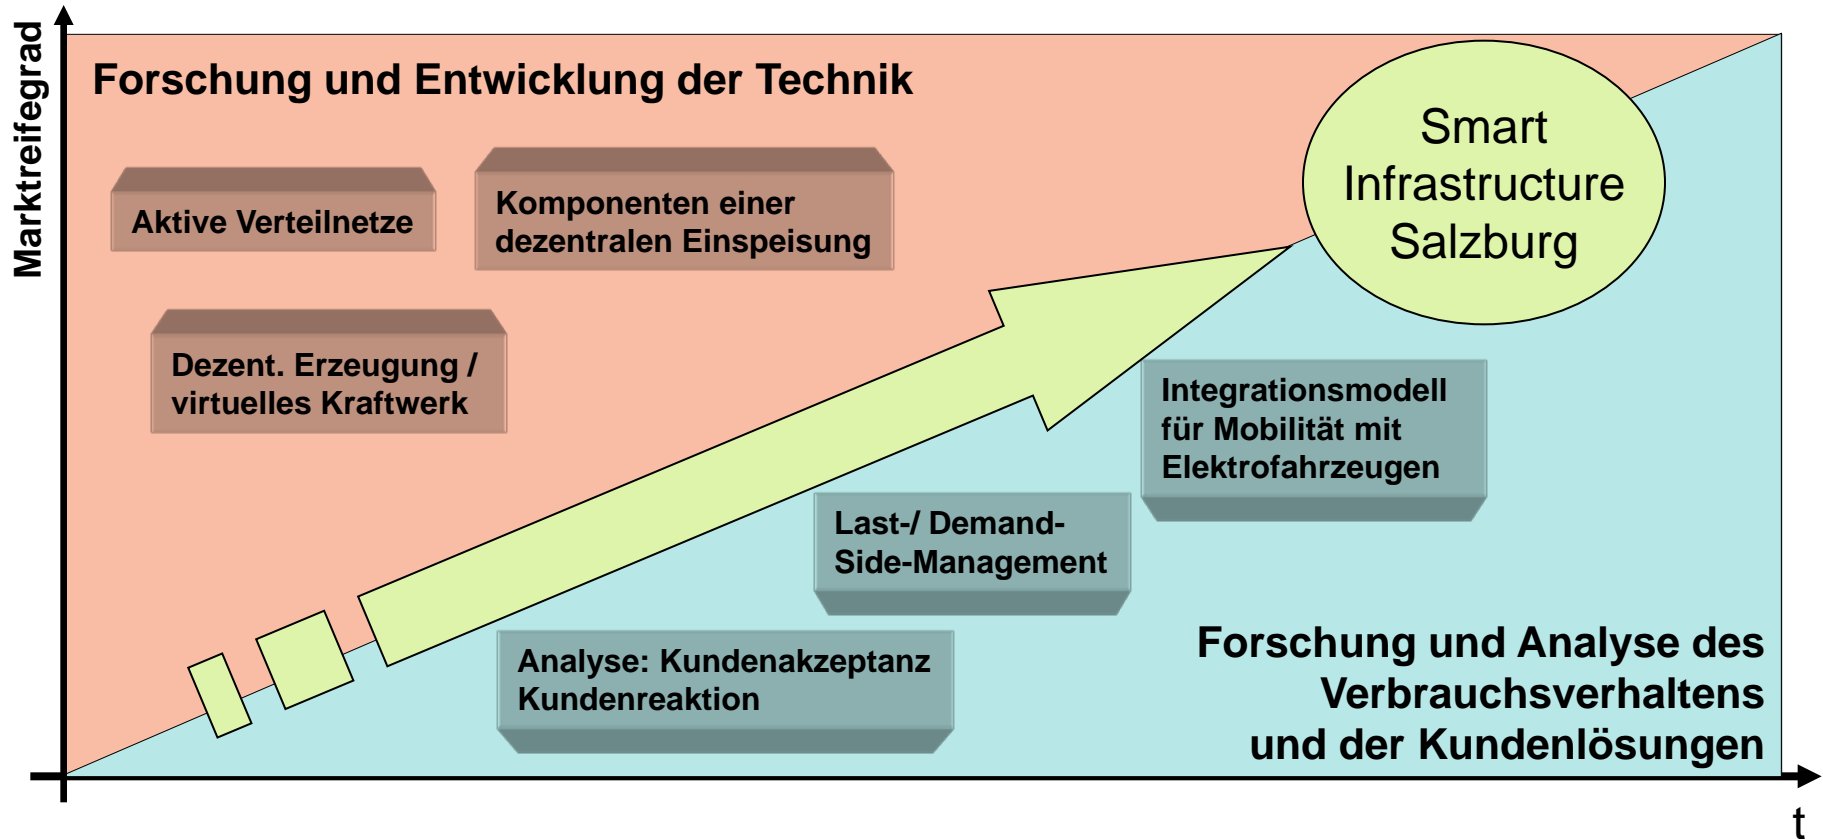 Marktreifegrad
Forschung und Entwicklung der Technik
Aktive Verteilnetze
Komponenten einer
dezentralen Einspeisung
Dezent. Erzeugung /
virtuelles Kraftwerk
Smart
Infrastructure
Salzburg
Integrationsmodell
für Mobilität mit
Elektrofahrzeugen
Last-/ Demand-
Side-Management
Analyse: Kundenakzeptanz
Kundenreaktion
Forschung und Analyse des
Verbrauchsverhaltens
und der Kundenlösungen
t